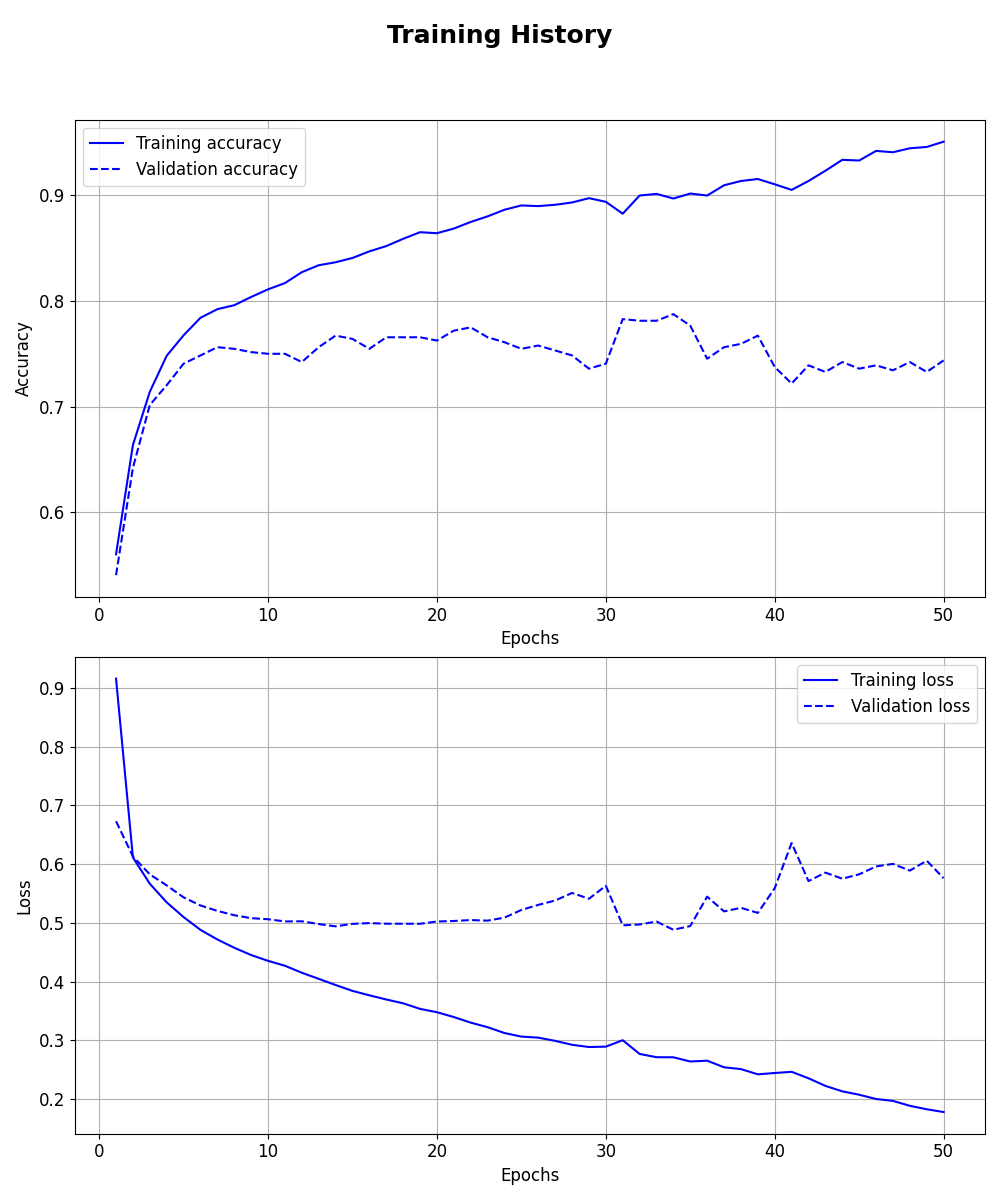 Training History
Training accuracy
Validation accuracy
0.9
0.8
0.7
0.6
Accuracy
0 10 20 30 40 50
Epochs
Training loss
Validation loss
0.9
0.8
0.7
0.6
0.5
0.4
0.3
0.2
Loss
0 10 20 30 40 50
Epochs